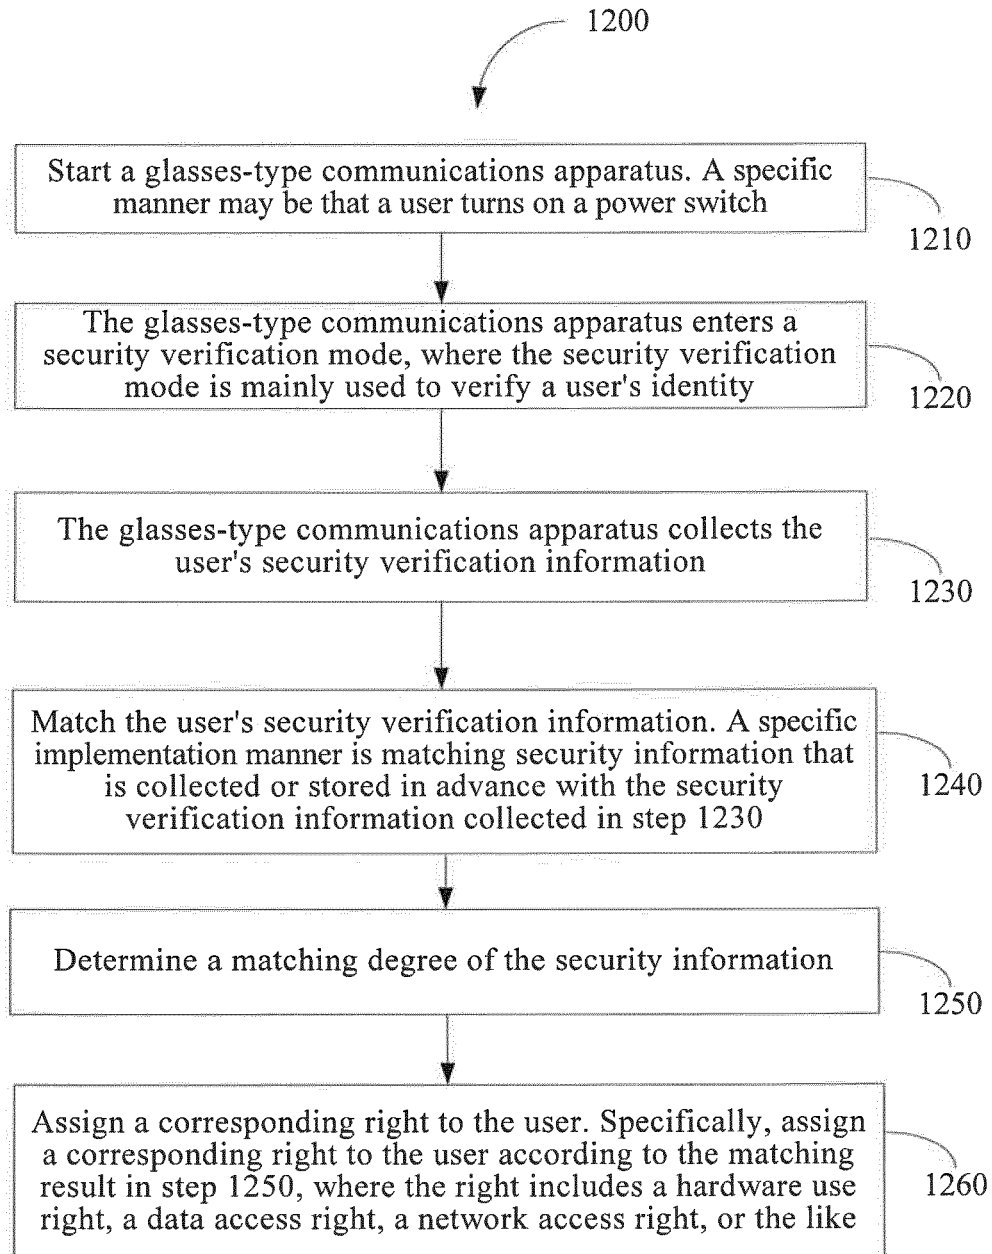 1200
Start a glasses-type communications apparatus. A specific
manner may be that a user turns on a power switch
1210
The glasses-type communications apparatus enters a
security verification mode, where the security verification
mode is mainly used to verify a user's identity
1220
The glasses-type communications apparatus collects the
user's security verification information
1230
Match the user's security verification information. A specific
implementation manner is matching security information that
is collected or stored in advance with the security
verification information collected in step 1230
1240
Determine a matching degree of the security information
1250
Assign a corresponding right to the user. Specifically, assign
a corresponding right to the user according to the matching
result in step 1250, where the right includes a hardware use
right, a data access right, a network access right, or the like
1260